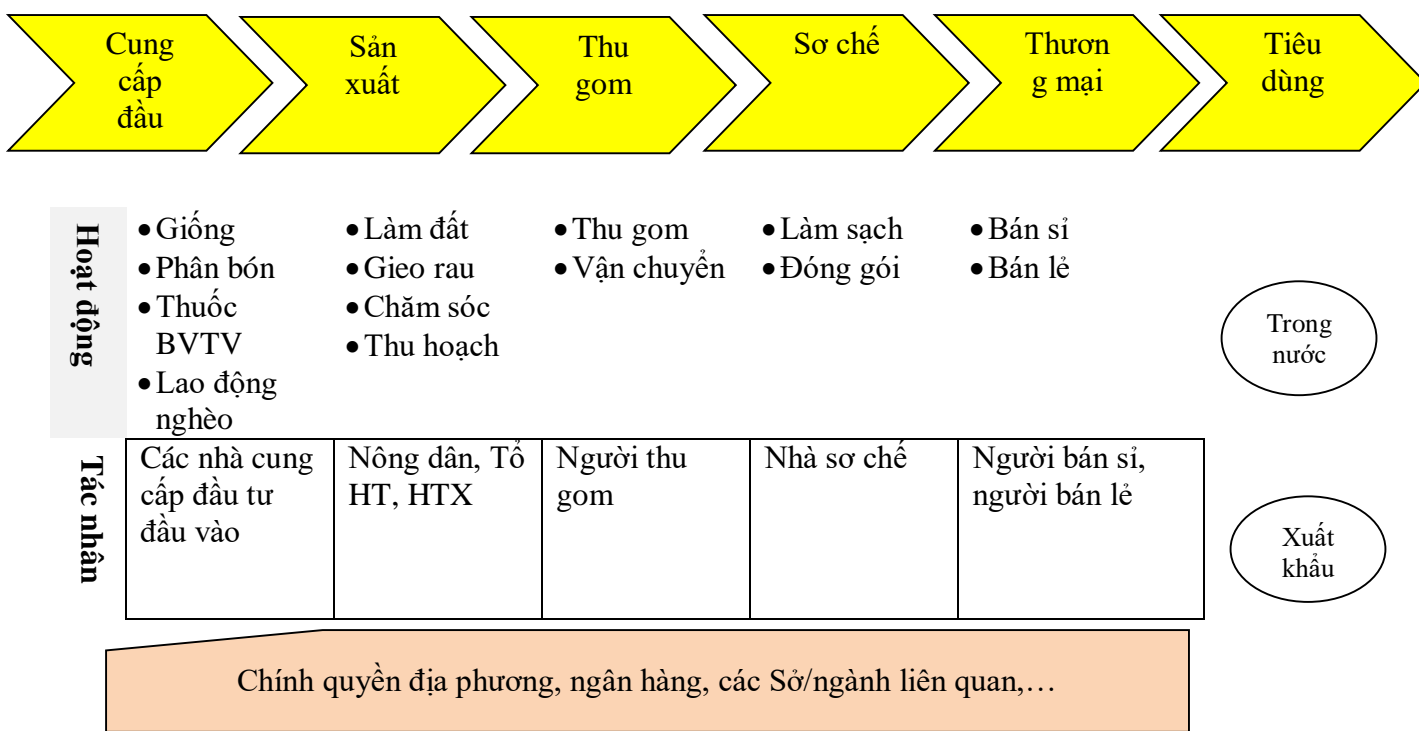 Cung
cấp
đầu
Sản
xuất
Thu
gom
Sơ chế
Thươn
g mại
Tiêu
dùng
Hoạt động
•Giống
•Phân bón
•Thuốc
BVTV
•Lao động
nghèo
•Làm đất
•Gieo rau
•Chăm sóc
•Thu hoạch
•Thu gom
•Vận chuyển
•Làm sạch
•Đóng gói
•Bán sỉ
•Bán lẻ
Trong
nước
Tác nhân
Các nhà cung
cấp đầu tư
đầu vào
Nông dân, Tổ
HT, HTX
Người thu
gom
Nhà sơ chế
Người bán sỉ,
người bán lẻ
Xuất
khẩu
Chính quyền địa phương, ngân hàng, các Sở/ngành liên quan,…